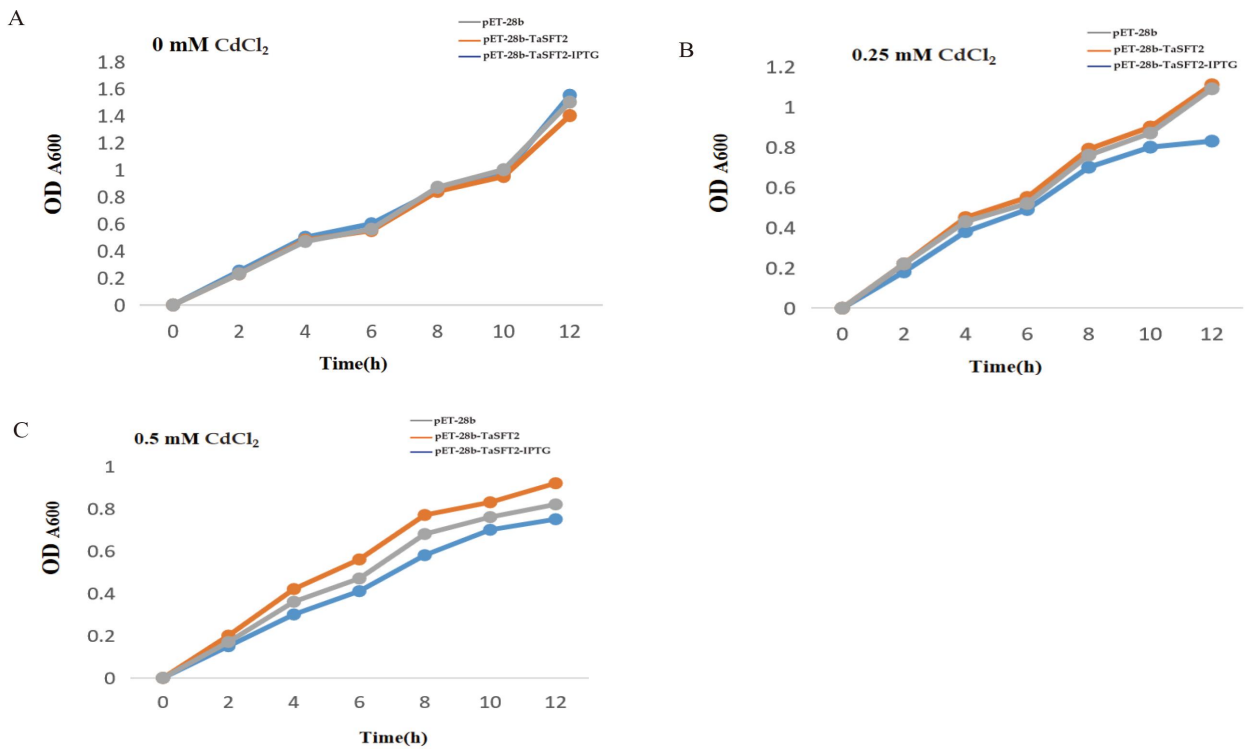 A
0 mM CdCl₂
pET-28b
pET-28b-TaSFT2
pET-28b-TaSFT2-IPTG
OD A600
1.8
1.6
1.4
1.2
1
0.8
0.6
0.4
0.2
0
0 2 4 6 8 10 12
Time(h)
B
0.25 mM CdCl₂
pET-28b
pET-28b-TaSFT2
pET-28b-TaSFT2-IPTG
OD A600
1.2
1
0.8
0.6
0.4
0.2
0
0 2 4 6 8 10 12
Time(h)
C
0.5 mM CdCl₂
pET-28b
pET-28b-TaSFT2
pET-28b-TaSFT2-IPTG
OD A600
1
0.8
0.6
0.4
0.2
0
0 2 4 6 8 10 12
Time(h)